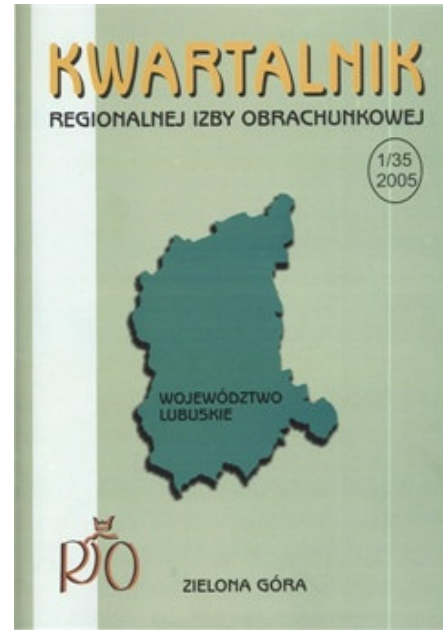 KWARTALNIK
REGIONALNEJ IZBY OBRACHUNKOWEJ
1/35
2005
WOJEWÓDZTWO
LUBUSKIE
RIO
ZIELONA GÓRA